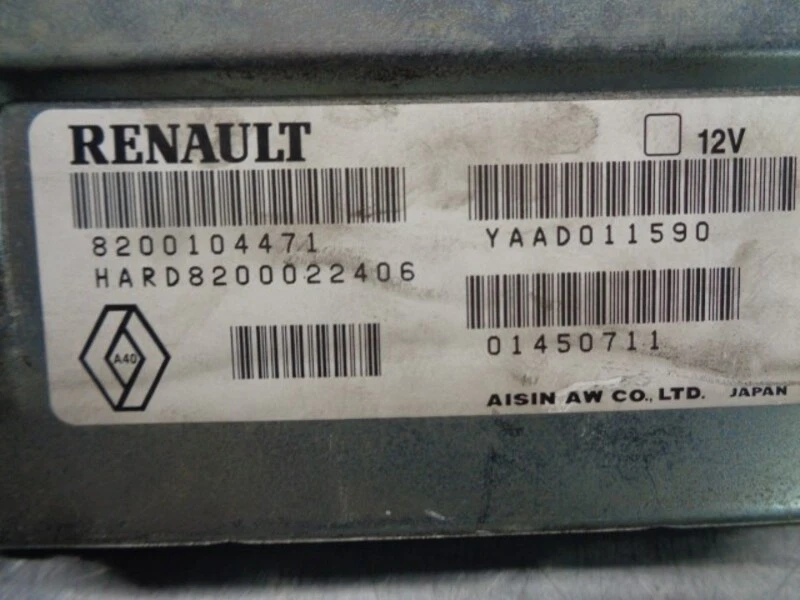 RENAULT
12V
8200104471
YAAD011590
HARD8200022406
01450711
A40
AISIN AW CO., LTD. JAPAN